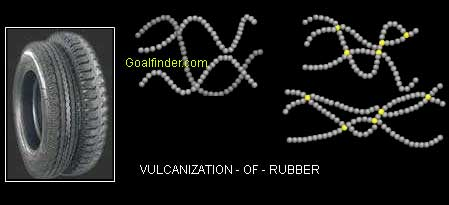 Goalfinder.com
VULCANIZATION - OF - RUBBER